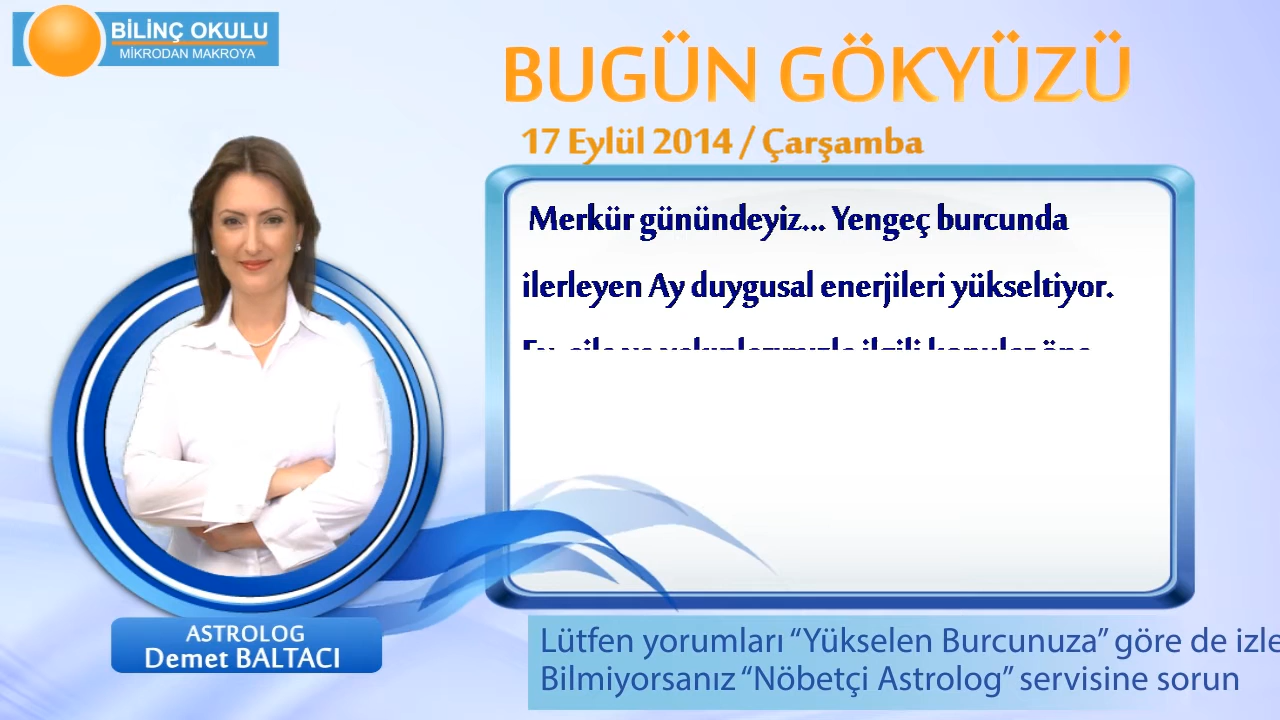 BİLİNÇ OKULU
MİKRODAN MAKROYA
BUGÜN GÖKYÜZÜ
17 Eylül 2014 / Çarşamba
Merkür günündeyiz... Yengeç burcunda
ilerleyen Ay duygusal enerjileri yükseltiyor.
ASTROLOG
Demet BALTACI
Lütfen yorumları “Yükselen Burcunuza” göre de
Bilmiyorsanız “Nöbetçi Astrolog” servisine sorun